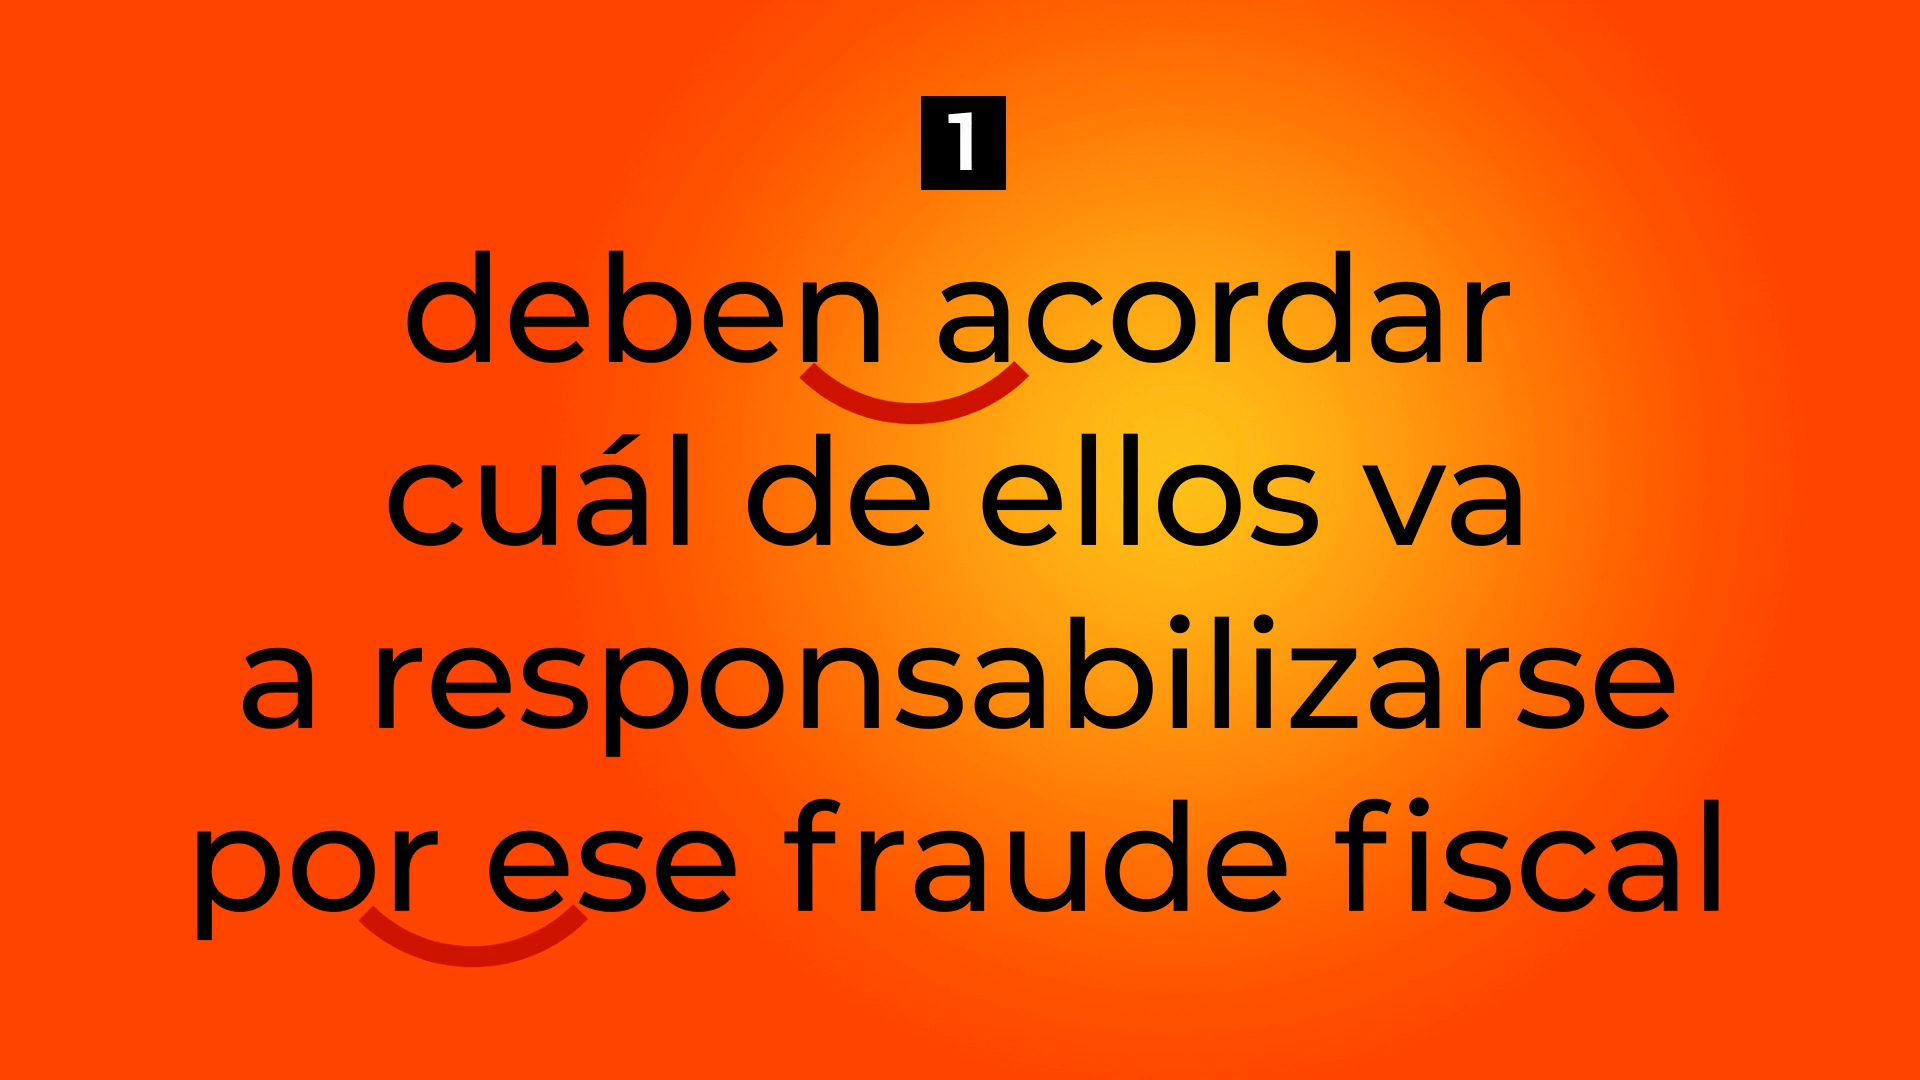 1
deben acordar
cuál de ellos va
a responsabilizarse
por ese fraude fiscal